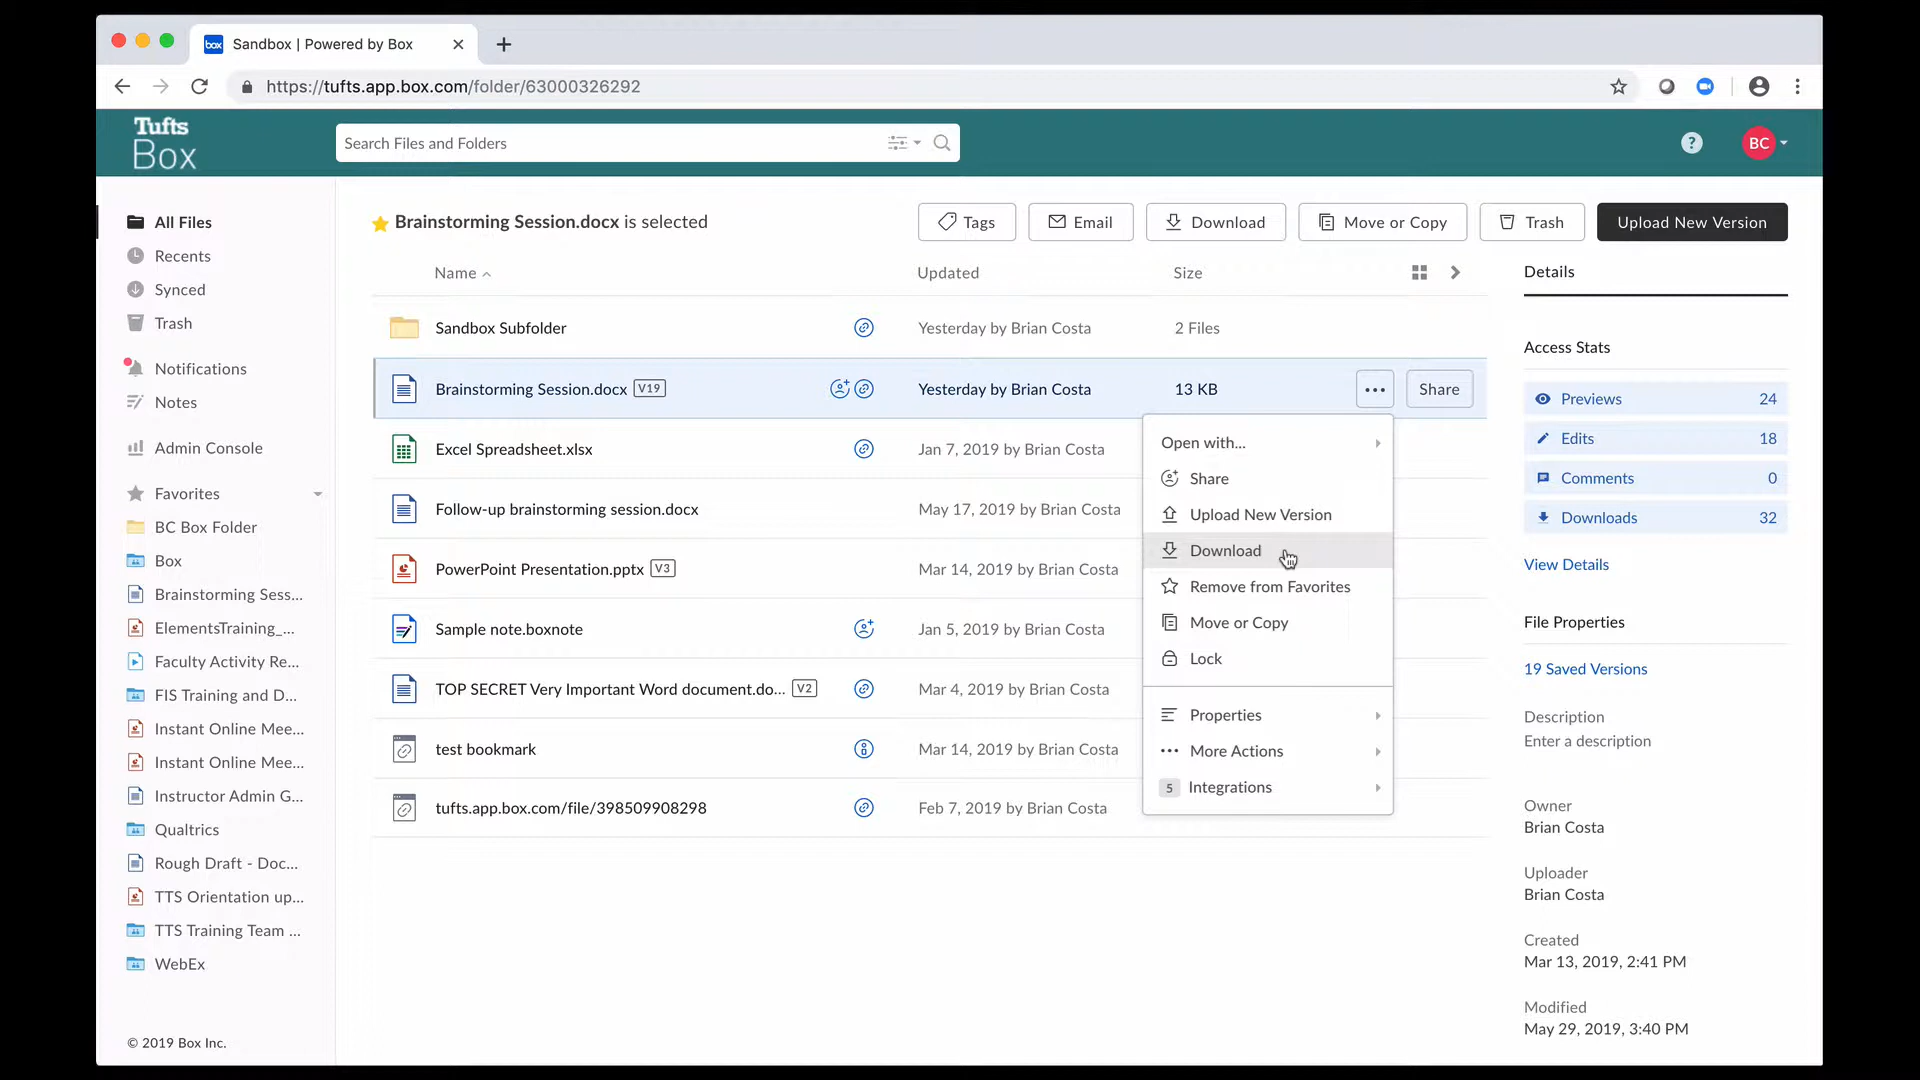 Sandbox | Powered by Box
https://tufts.app.box.com/folder/63000326292
Tufts
Box
Search Files and Folders
?
BC
All Files
Recents
Synced
Trash
Notifications
Notes
Admin Console
Favorites
BC Box Folder
Box
Brainstorming Sess...
ElementsTraining_...
Faculty Activity Re...
FIS Training and D...
Instant Online Mee...
Instant Online Mee...
Instructor Admin G...
Qualtrics
Rough Draft - Doc...
TTS Orientation up...
TTS Training Team ...
WebEx
© 2019 Box Inc.
Brainstorming Session.docx is selected
Tags
Email
Download
Move or Copy
Trash
Upload New Version
Name
Updated
Size
Sandbox Subfolder
Yesterday by Brian Costa
2 Files
Brainstorming Session.docx V19
Yesterday by Brian Costa
13 KB
Share
Excel Spreadsheet.xlsx
Jan 7, 2019 by Brian Costa
Follow-up brainstorming session.docx
May 17, 2019 by Brian Costa
PowerPoint Presentation.pptx V3
Mar 14, 2019 by Brian Costa
Sample note.boxnote
Jan 5, 2019 by Brian Costa
TOP SECRET Very Important Word document.do... V2
Mar 4, 2019 by Brian Costa
test bookmark
Mar 14, 2019 by Brian Costa
tufts.app.box.com/file/398509908298
Feb 7, 2019 by Brian Costa
Open with...
Share
Upload New Version
Download
Remove from Favorites
Move or Copy
Lock
Properties
More Actions
5 Integrations
Details
Access Stats
Previews 24
Edits 18
Comments 0
Downloads 32
View Details
File Properties
19 Saved Versions
Description
Enter a description
Owner
Brian Costa
Uploader
Brian Costa
Created
Mar 13, 2019, 2:41 PM
Modified
May 29, 2019, 3:40 PM